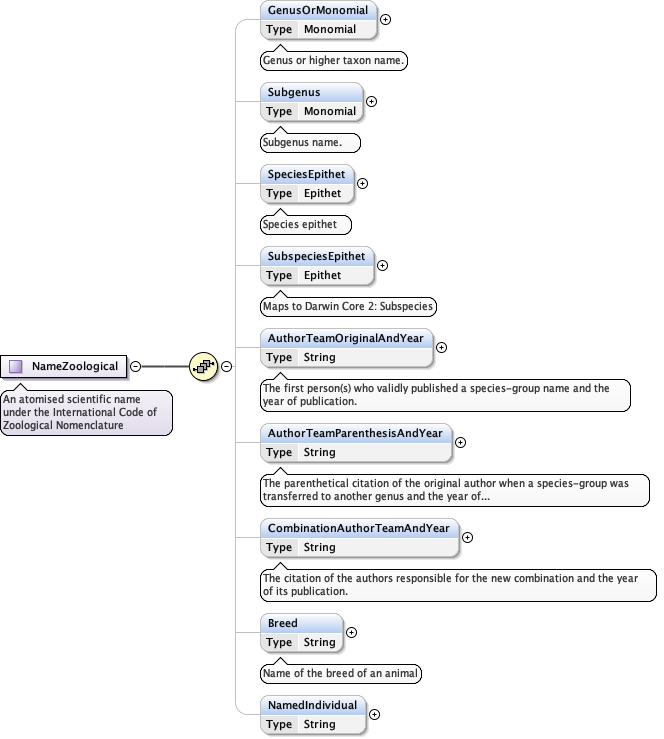 GenusOrMonomial
Type Monomial
Genus or higher taxon name.
Subgenus
Type Monomial
Subgenus name.
SpeciesEpithet
Type Epithet
Species epithet
SubspeciesEpithet
Type Epithet
Maps to Darwin Core 2: Subspecies
AuthorTeamOriginalAndYear
Type String
NameZoological
An atomised scientific name
under the International Code of
Zoological Nomenclature
The first person(s) who validly published a species-group name and the
year of publication.
AuthorTeamParenthesisAndYear
Type String
The parenthetical citation of the original author when a species-group was
transferred to another genus and the year of...
CombinationAuthorTeamAndYear
Type String
The citation of the authors responsible for the new combination and the year
of its publication.
Breed
Type String
Name of the breed of an animal
NamedIndividual
Type String